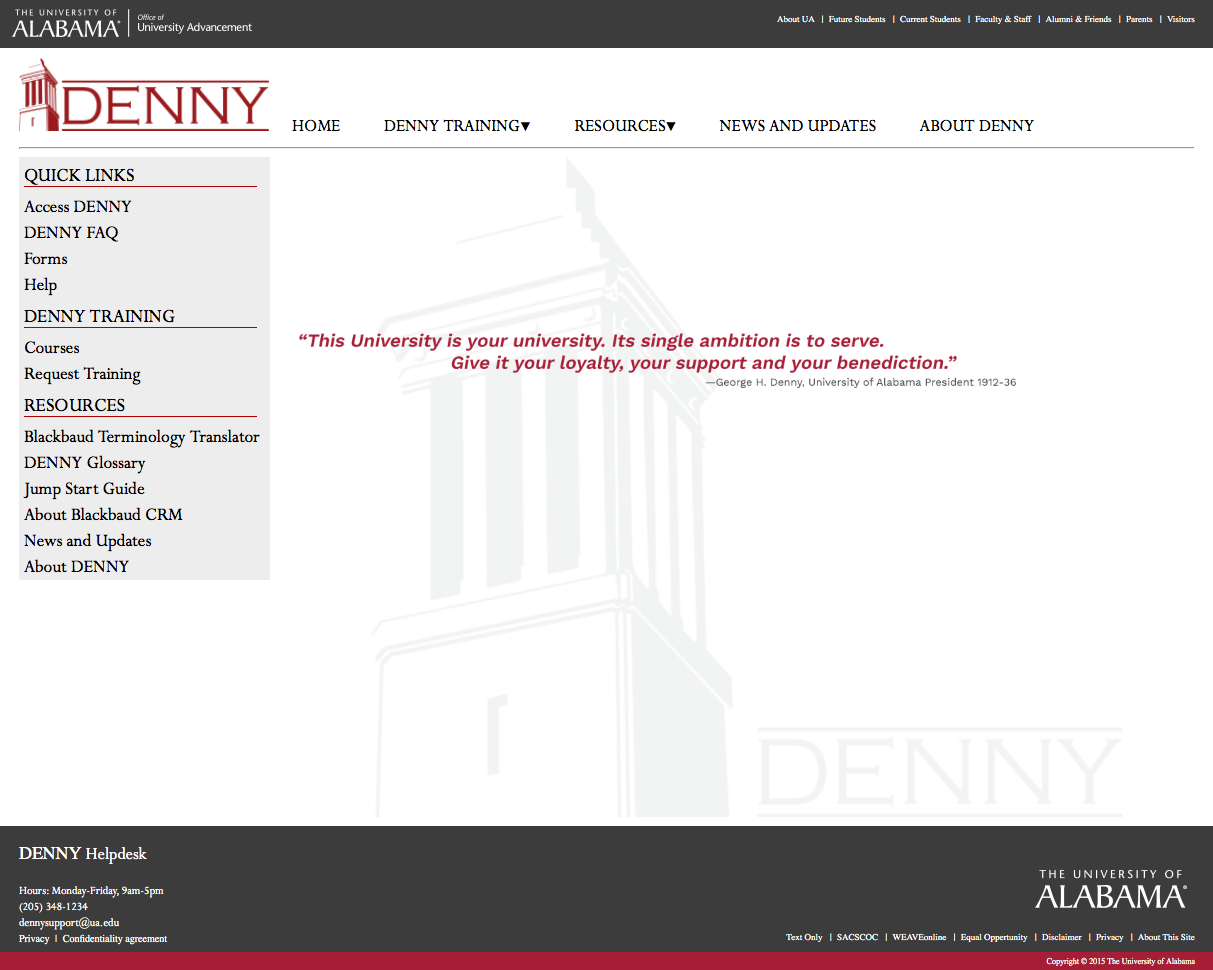 THE UNIVERSITY OF
ALABAMA®
Office of
University Advancement
About UA | Future Students | Current Students | Faculty & Staff | Alumni & Friends | Parents | Visitors
DENNY
HOME DENNY TRAINING▼ RESOURCES▼ NEWS AND UPDATES ABOUT DENNY
QUICK LINKS
Access DENNY
DENNY FAQ
Forms
Help
DENNY TRAINING
Courses
Request Training
RESOURCES
Blackbaud Terminology Translator
DENNY Glossary
Jump Start Guide
About Blackbaud CRM
News and Updates
About DENNY
“This University is your university. Its single ambition is to serve.
Give it your loyalty, your support and your benediction.”
—George H. Denny, University of Alabama President 1912-36
DENNY
DENNY Helpdesk
Hours: Monday-Friday, 9am-5pm
(205) 348-1234
dennysupport@ua.edu
Privacy | Confidentiality agreement
THE UNIVERSITY OF
ALABAMA®
Text Only | SACSCOC | WEAVEonline | Equal Opportunity | Disclaimer | Privacy | About This Site
Copyright © 2015 The University of Alabama